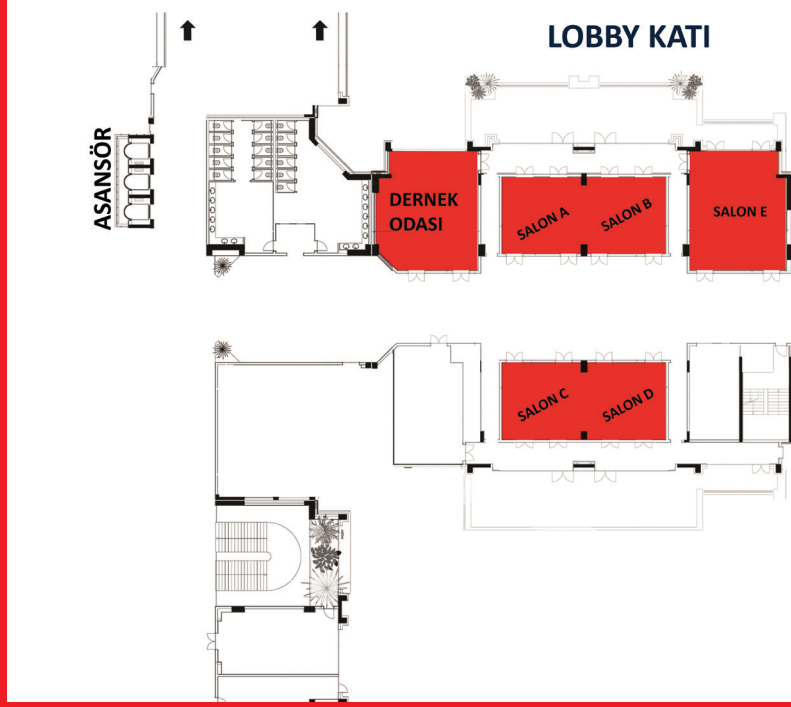 LOBBY KATI
ASANSÖR
DERNEK
ODASI
SALON A
SALON B
SALON E
SALON C
SALON D